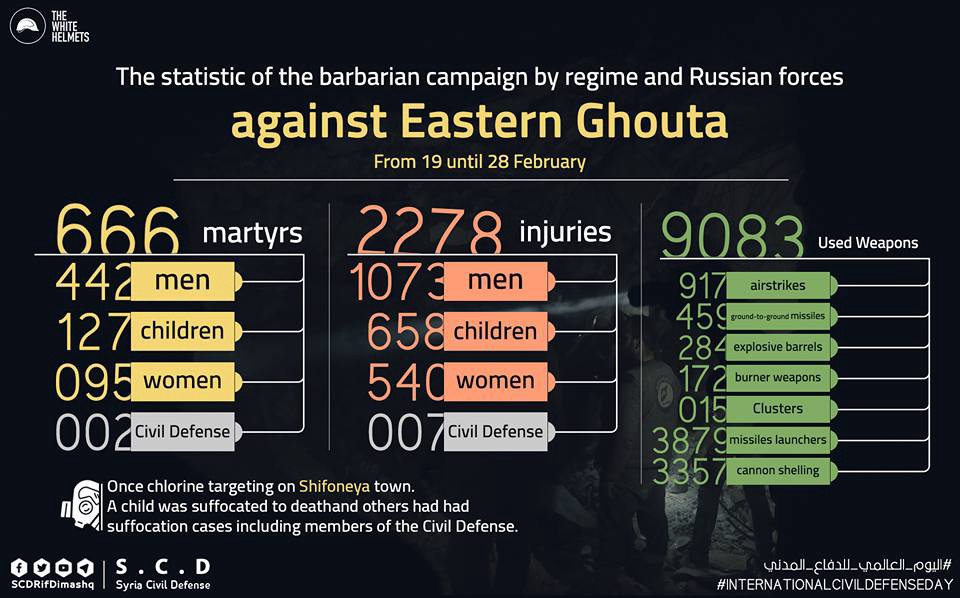 THE
WHITE
HELMETS
The statistic of the barbarian campaign by regime and Russian forces
against Eastern Ghouta
From 19 until 28 February
666 martyrs
442 men
127 children
095 women
002 Civil Defense
2278 injuries
1073 men
658 children
540 women
007 Civil Defense
9083 Used Weapons
917 airstrikes
459 ground-to-ground missiles
284 explosive barrels
172 burner weapons
015 Clusters
3879 missiles launchers
3357 cannon shelling
Once chlorine targeting on Shifoneya town.
A child was suffocated to deathand others had had
suffocation cases including members of the Civil Defense.
SCDRifDimashq
S . C . D
Syria Civil Defense
#اليوم_العالمي_للدفاع_المدني
#INTERNATIONALCIVILDEFENSEDAY